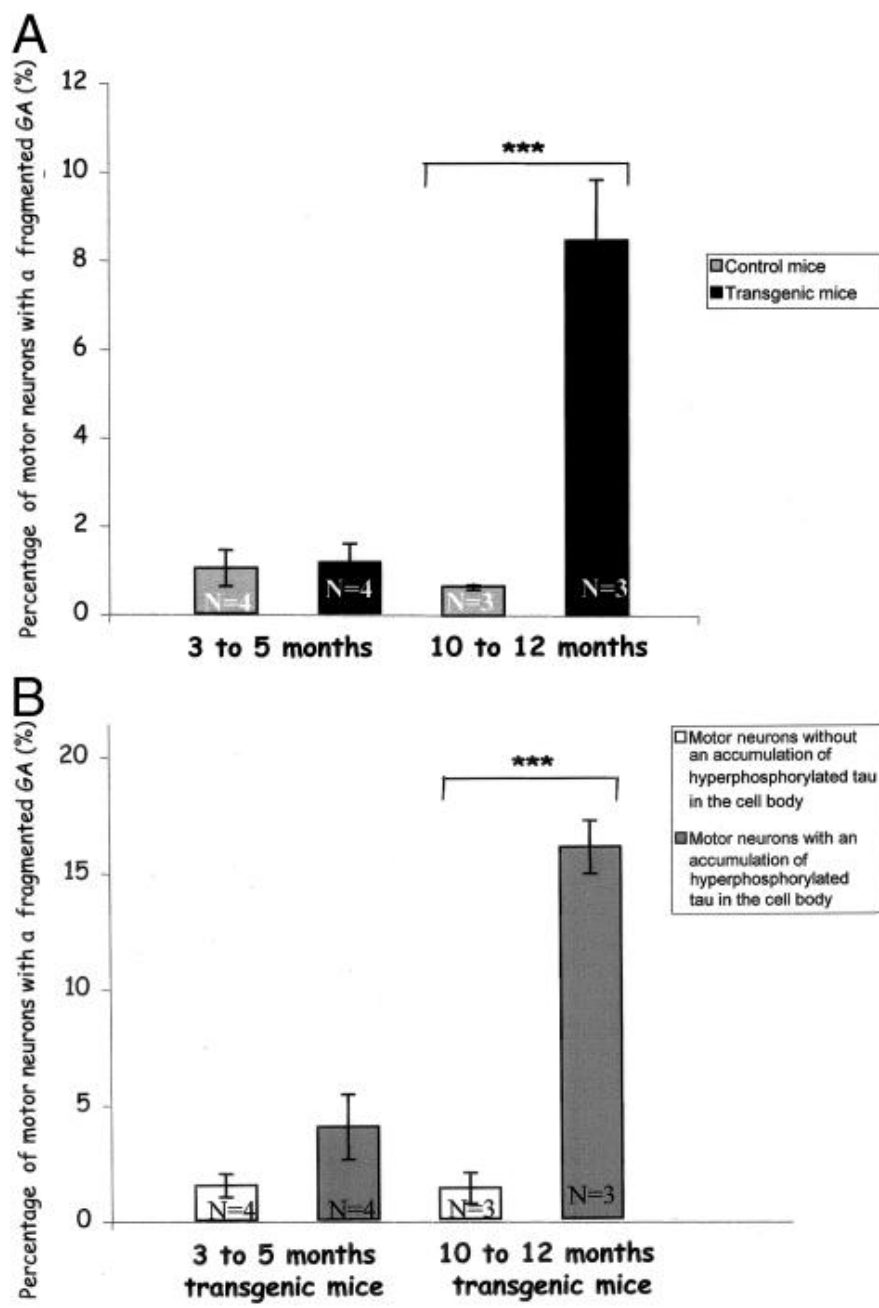 A
Percentage of motor neurons with a fragmented GA (%)
12
10
8
6
4
2
0
***
N=4
N=4
N=3
N=3
3 to 5 months
10 to 12 months
Control mice
Transgenic mice
B
Percentage of motor neurons with a fragmented GA (%)
20
15
10
5
0
***
N=4
N=4
N=3
N=3
3 to 5 months
transgenic mice
10 to 12 months
transgenic mice
Motor neurons without
an accumulation of
hyperphosphorylated tau
in the cell body
Motor neurons with an
accumulation of
hyperphosphorylated
tau in the cell body